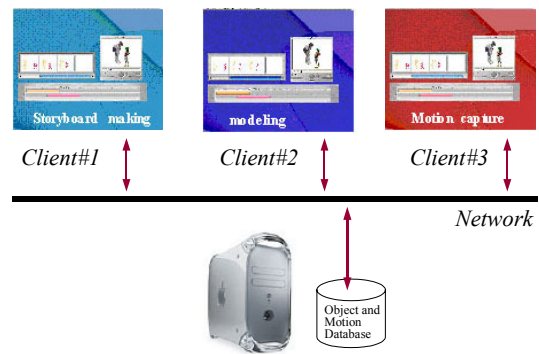 Storyboard making
modeling
Motion capture
Client#1
Client#2
Client#3
Network
Object and
Motion
Database